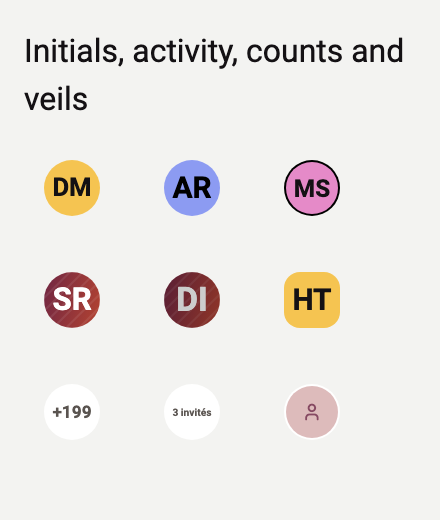 Initials, activity, counts and
veils
DM
AR
MS
SR
DI
HT
+199
3 invités